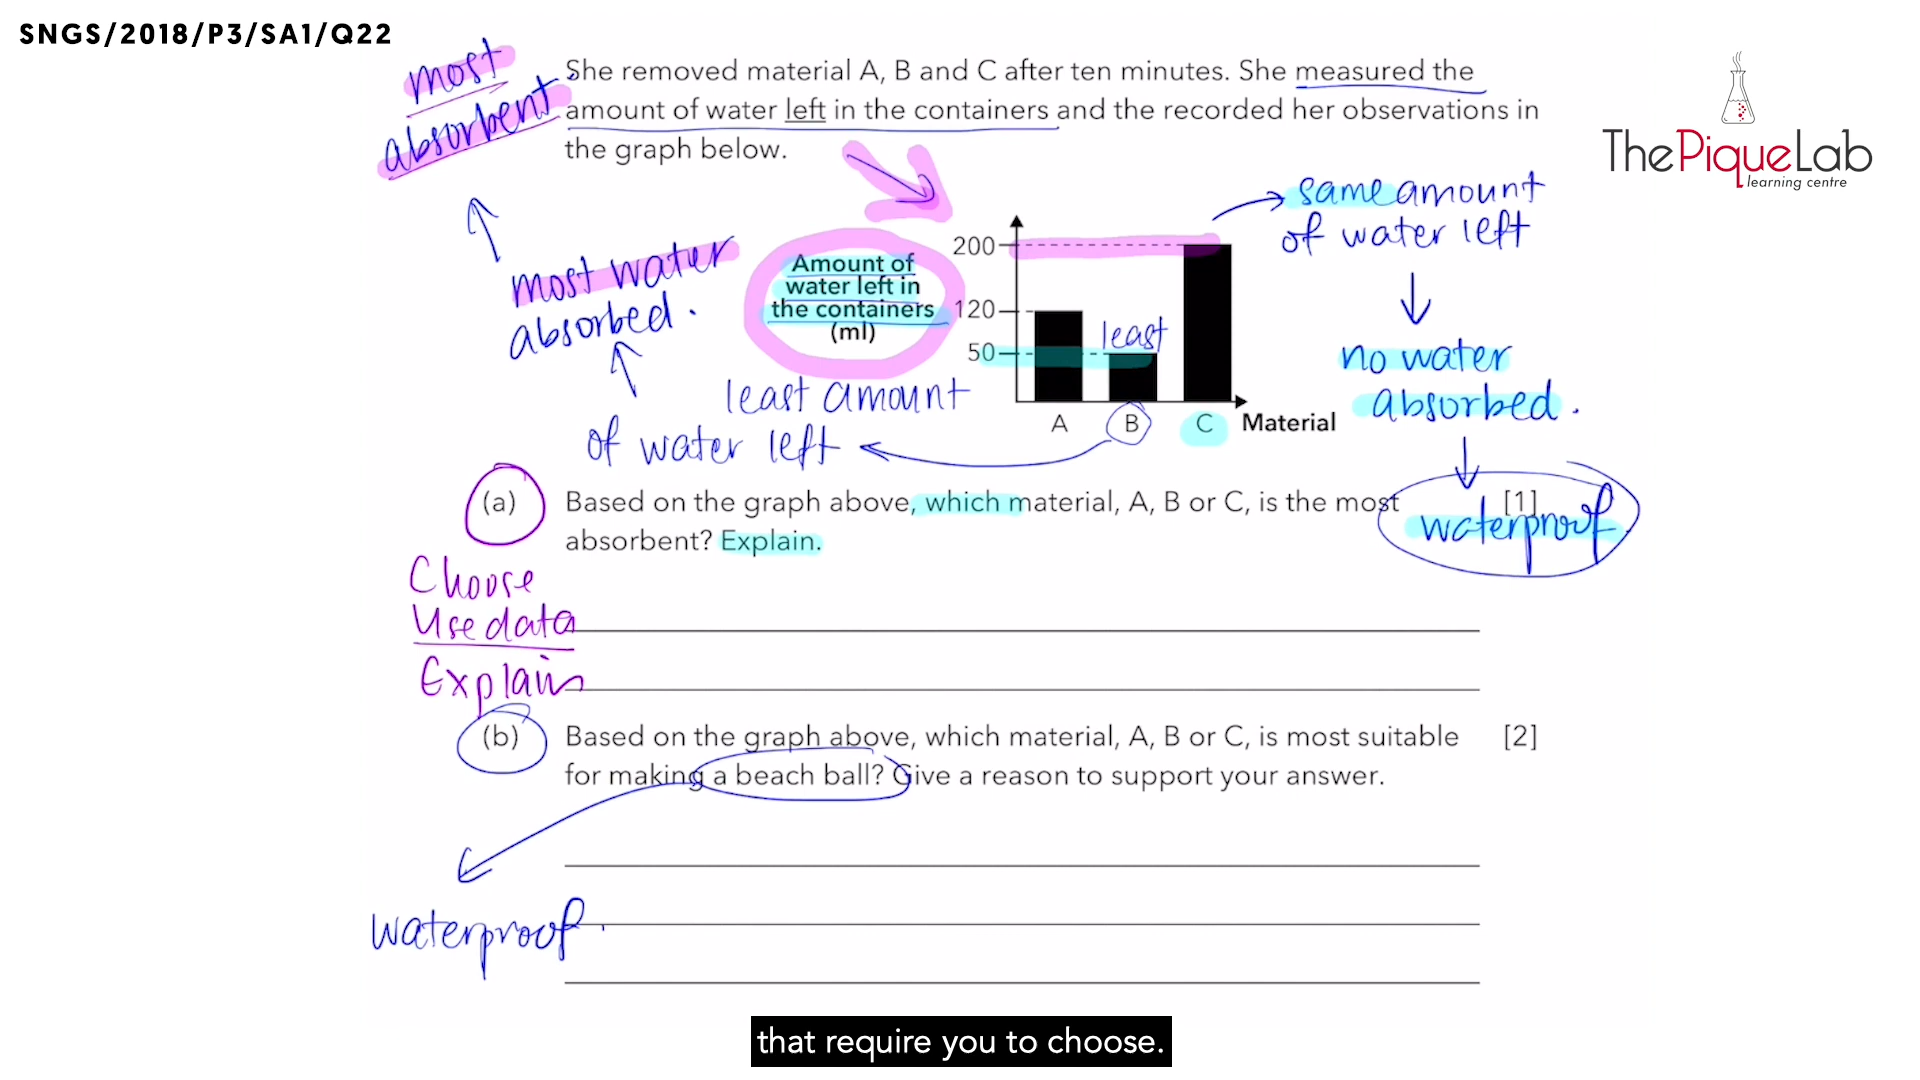 SNGS/2018/P3/SA1/Q22
most
absorbent
She removed material A, B and C after ten minutes. She measured the
amount of water left in the containers and the recorded her observations in
the graph below.
ThePiqueLab
learning centre
same amount
of water left
no water
absorbed.
waterproof
most water
absorbed.
least amount
of water left
Amount of
water left in
the containers
(ml)
200
120
50
least
A B C Material
(a) Based on the graph above, which material, A, B or C, is the most [1]
absorbent? Explain.
Choose
Use data
Explain
(b) Based on the graph above, which material, A, B or C, is most suitable [2]
for making a beach ball? Give a reason to support your answer.
waterproof.
that require you to choose.